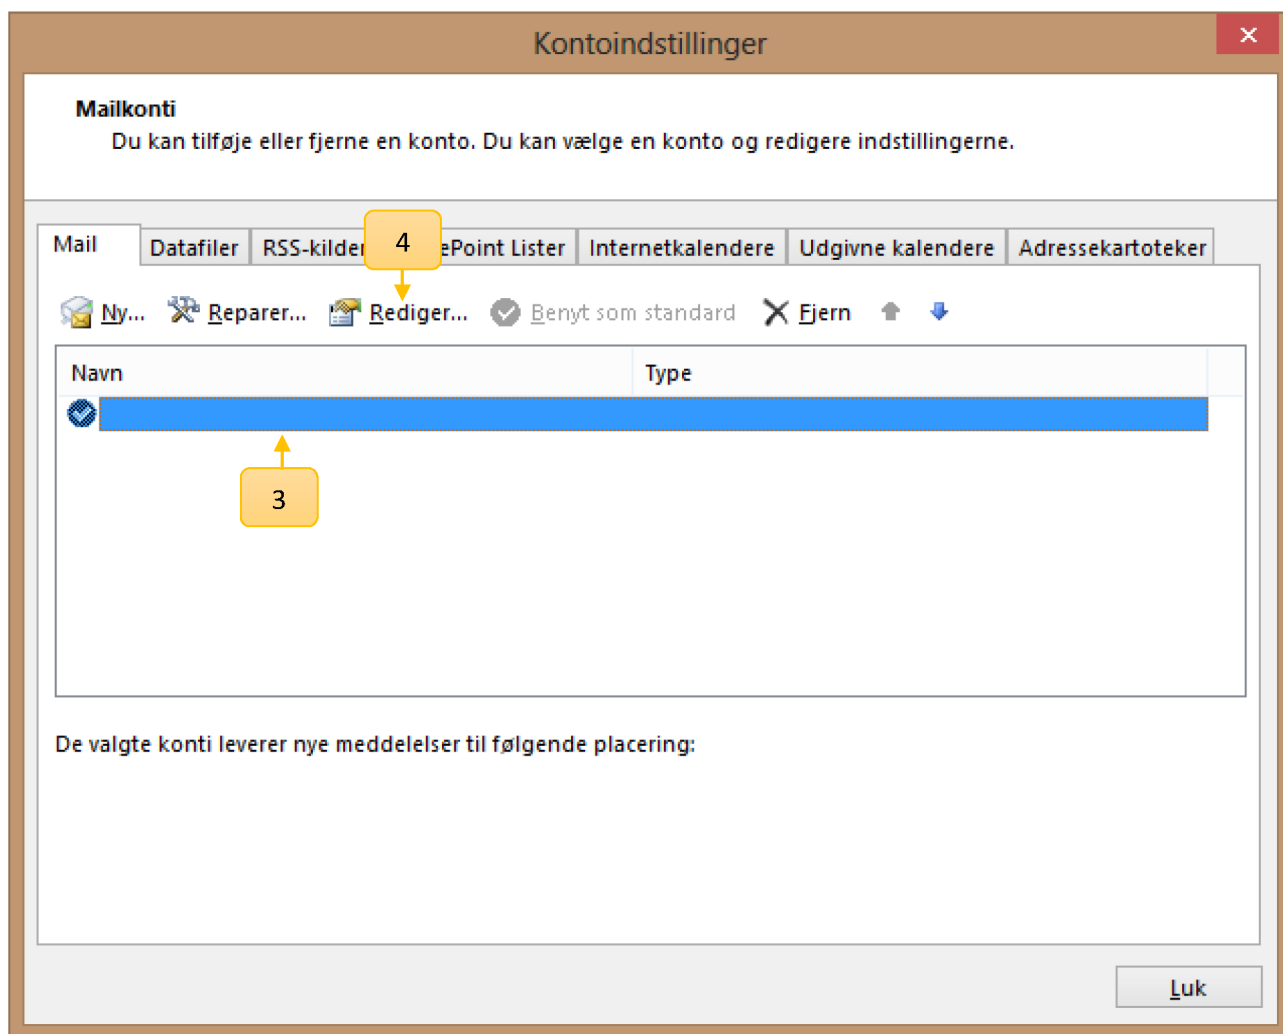 Kontoindstillinger
Mailkonti
Du kan tilføje eller fjerne en konto. Du kan vælge en konto og redigere indstillingerne.
Mail Datafiler RSS-kilder 4 Lister Internetkalendere Udgivne kalendere Adressekartoteker
Ny... Reparer... Rediger... Benyt som standard Fjern
Navn Type
3
De valgte konti leverer nye meddelelser til følgende placering:
Luk